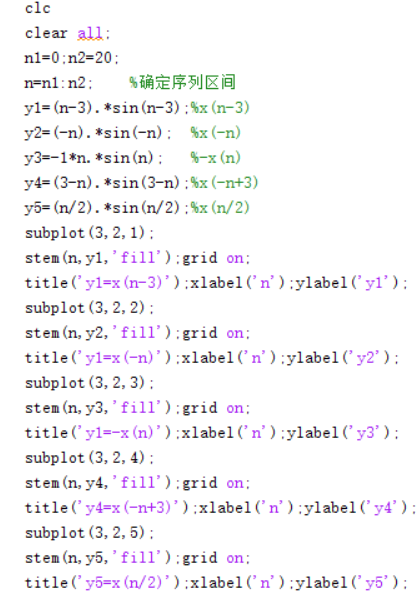 clc
clear all;
n1=0;n2=20;
n=n1:n2;    %确定序列区间
y1=(n-3).*sin(n-3);%x(n-3)
y2=(-n).*sin(-n);  %x(-n)
y3=-1*n.*sin(n);   %-x(n)
y4=(3-n).*sin(3-n);%x(-n+3)
y5=(n/2).*sin(n/2);%x(n/2)
subplot(3,2,1);
stem(n,y1,'fill');grid on;
title('y1=x(n-3)');xlabel('n');ylabel('y1');
subplot(3,2,2);
stem(n,y2,'fill');grid on;
title('y1=x(-n)');xlabel('n');ylabel('y2');
subplot(3,2,3);
stem(n,y3,'fill');grid on;
title('y1=-x(n)');xlabel('n');ylabel('y3');
subplot(3,2,4);
stem(n,y4,'fill');grid on;
title('y4=x(-n+3)');xlabel('n');ylabel('y4');
subplot(3,2,5);
stem(n,y5,'fill');grid on;
title('y5=x(n/2)');xlabel('n');ylabel('y5');